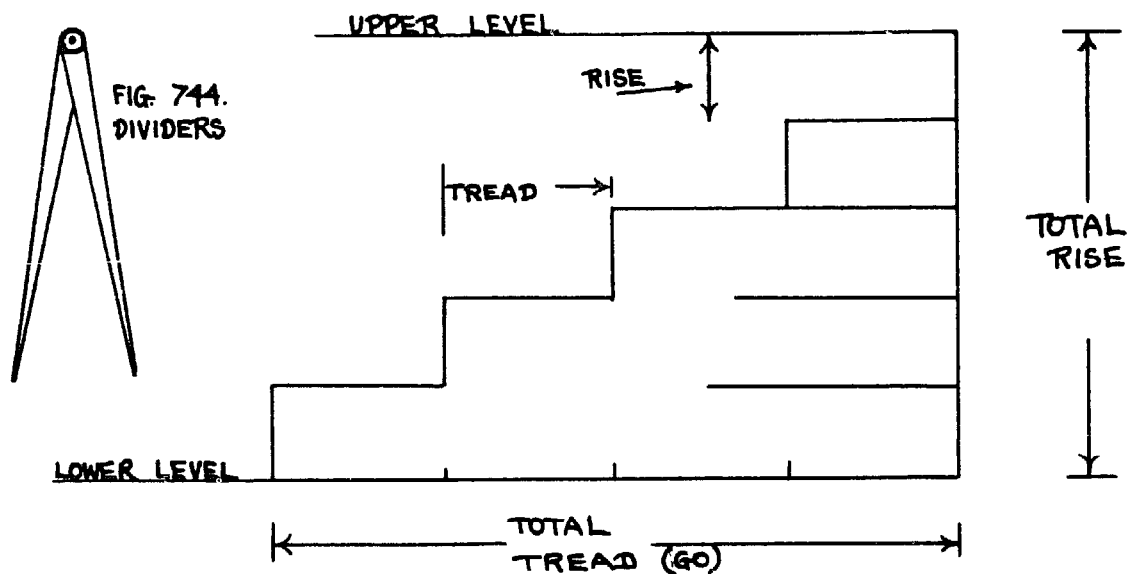 UPPER LEVEL.
FIG. 744.
DIVIDERS
RISE
TREAD
TOTAL
RISE
LOWER LEVEL
TOTAL
TREAD (GO)